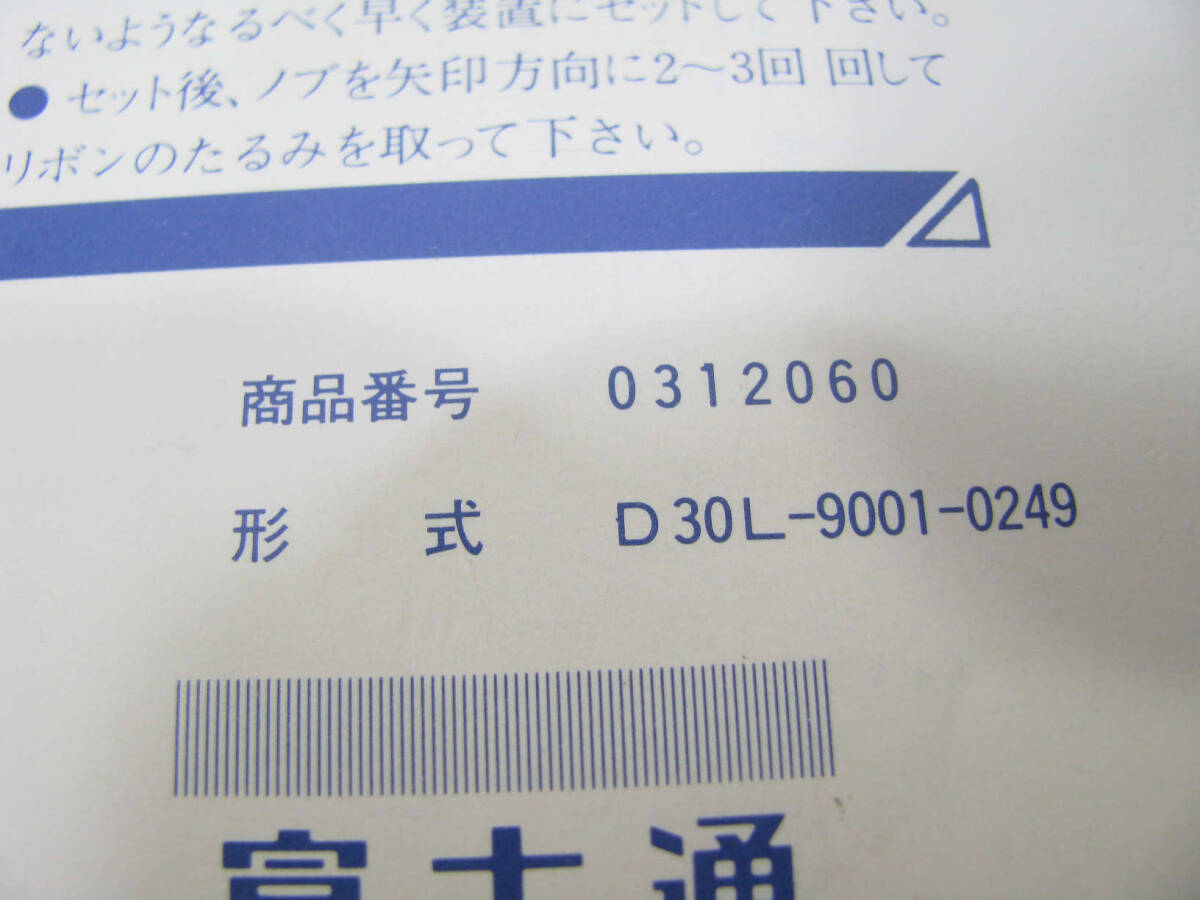 ないようなるべく早く装置にセットして下さい。
● セット後、ノブを矢印方向に2〜3回 回して
リボンのたるみを取って下さい。
商品番号 0312060
形 式 D30L-9001-0249
富士通